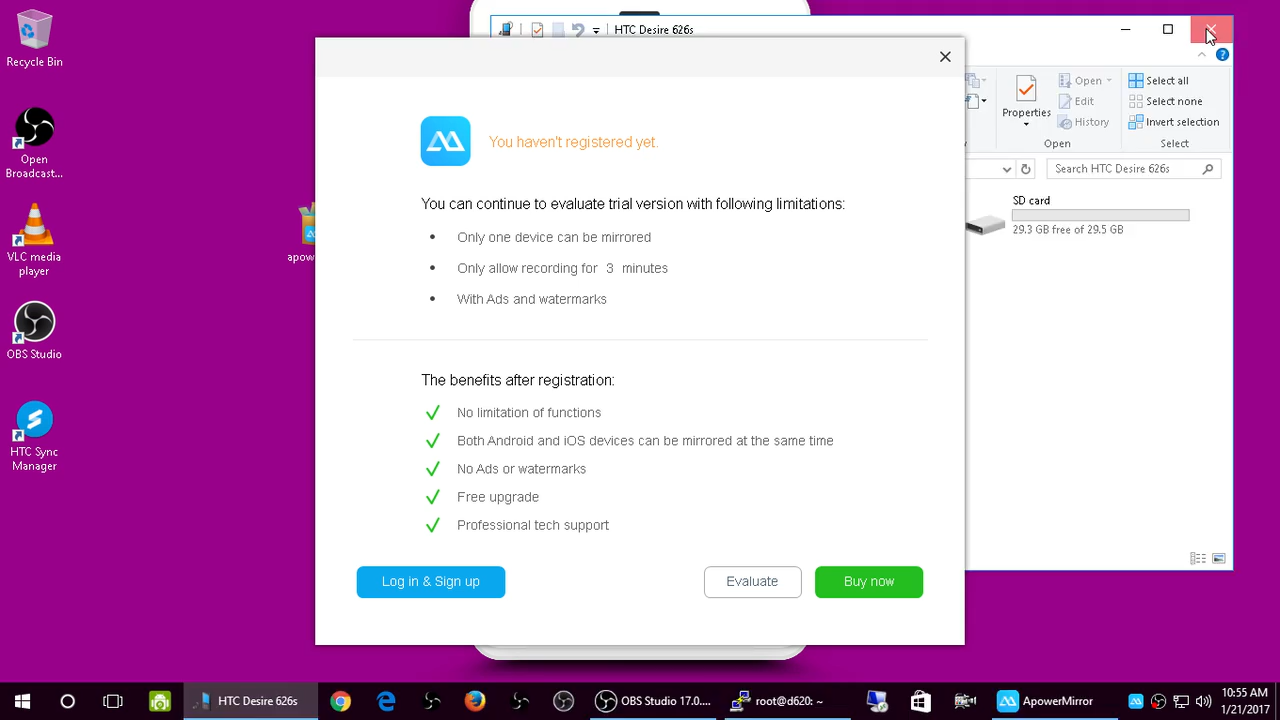 Recycle Bin
Open
Broadcast...
VLC media
player
OBS Studio
HTC Sync
Manager
apow
HTC Desire 626s
Properties
Open
Edit
History
Open
Select all
Select none
Invert selection
Select
Search HTC Desire 626s
SD card
29.3 GB free of 29.5 GB
You haven't registered yet.
You can continue to evaluate trial version with following limitations:
• Only one device can be mirrored
• Only allow recording for 3 minutes
• With Ads and watermarks
The benefits after registration:
No limitation of functions
Both Android and iOS devices can be mirrored at the same time
No Ads or watermarks
Free upgrade
Professional tech support
Log in & Sign up
Evaluate
Buy now
HTC Desire 626s
OBS Studio 17.0....
root@d620: ~
ApowerMirror
10:55 AM
1/21/2017